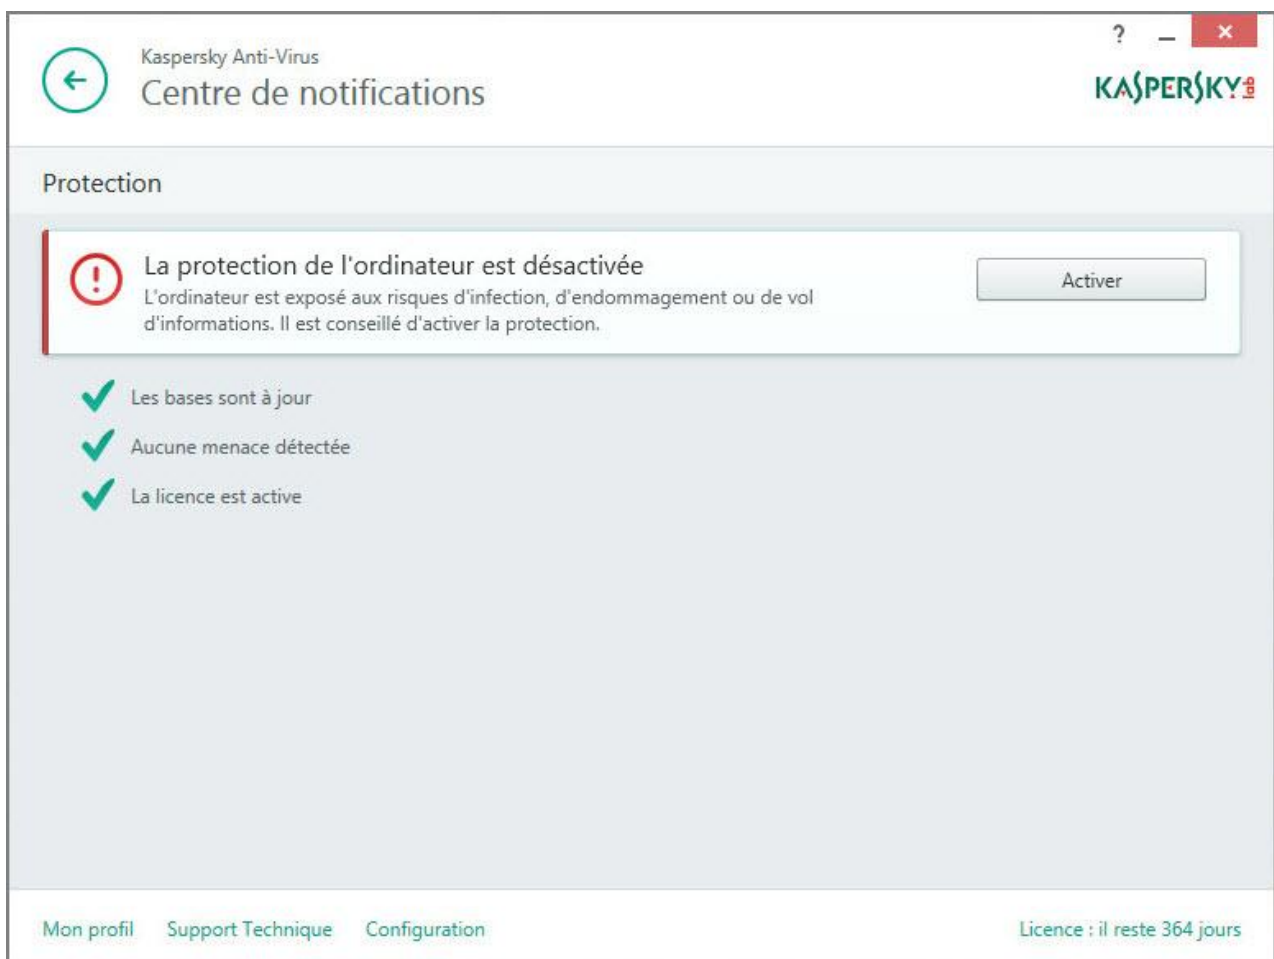 Kaspersky Anti-Virus
Centre de notifications
?
KASPERSKY lab
Protection
La protection de l'ordinateur est désactivée
L'ordinateur est exposé aux risques d'infection, d'endommagement ou de vol
d'informations. Il est conseillé d'activer la protection.
Activer
Les bases sont à jour
Aucune menace détectée
La licence est active
Mon profil Support Technique Configuration Licence : il reste 364 jours